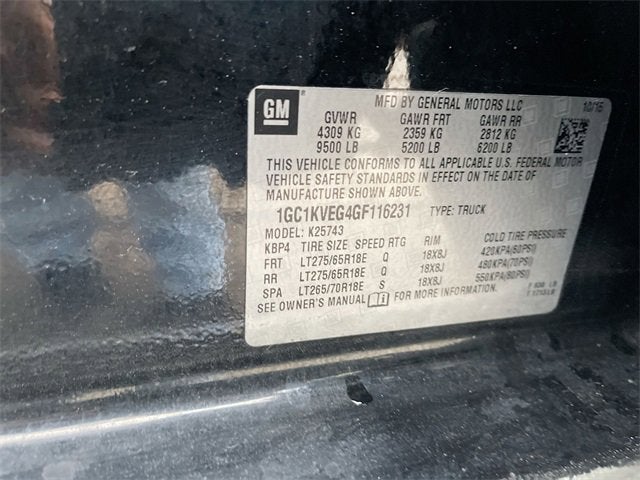 GM
MFD BY GENERAL MOTORS LLC
10/15
GVWR GAWR FRT GAWR RR
4309 KG 2359 KG 2812 KG
9500 LB 5200 LB 6200 LB
THIS VEHICLE CONFORMS TO ALL APPLICABLE U.S. FEDERAL MOTOR
VEHICLE SAFETY STANDARDS IN EFFECT ON THE DATE OF
MANUFACTURE SHOWN ABOVE.
1GC1KVEG4GF116231 TYPE: TRUCK
MODEL: K25743
KBP4 TIRE SIZE SPEED RTG RIM COLD TIRE PRESSURE
FRT LT275/65R18E Q 18X8J 420KPA(60PSI)
RR LT275/65R18E Q 18X8J 480KPA(70PSI)
SPA LT265/70R18E S 18X8J 550KPA(80PSI)
SEE OWNER'S MANUAL FOR MORE INFORMATION.